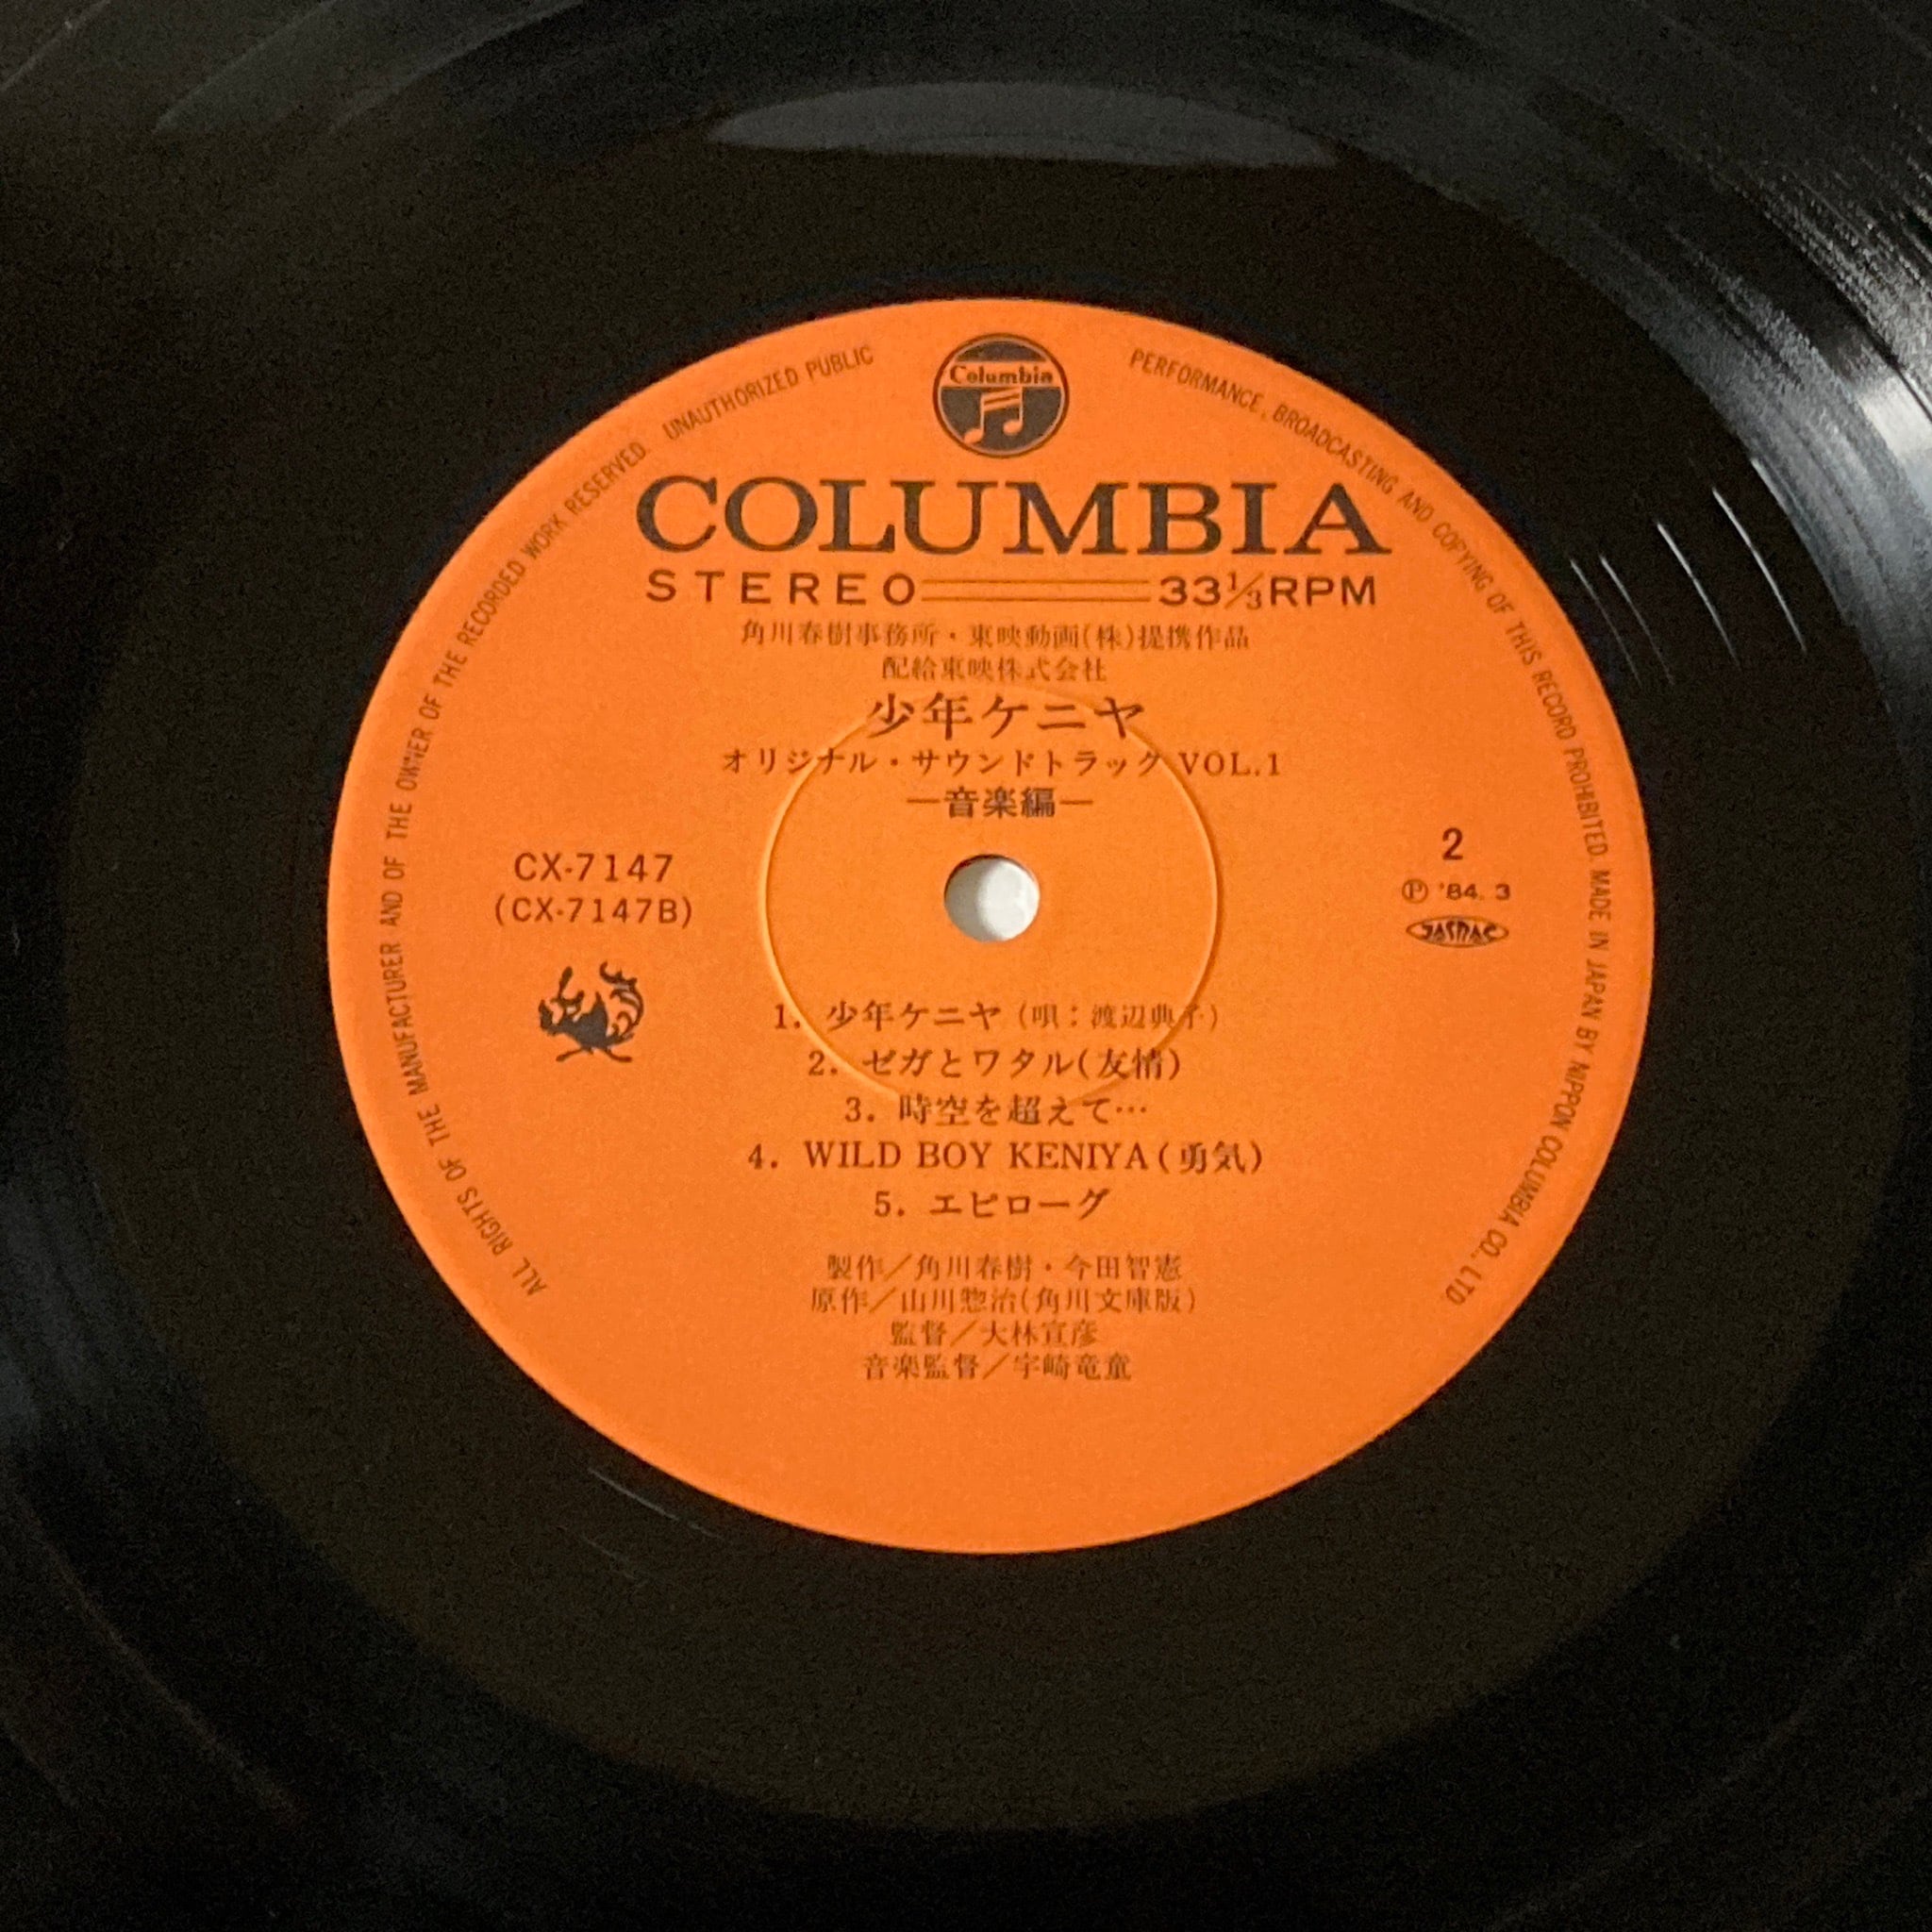 Columbia
COLUMBIA
STEREO 33⅓RPM
角川春樹事務所・東映動画(株)提携作品
配給東映株式会社
少年ケニヤ
オリジナル・サウンドトラック VOL.1
―音楽編―
CX-7147
(CX-7147B)
2
Ⓟ '84. 3
JASRAC
1. 少年ケニヤ (唄：渡辺典子)
2. ゼガとワタル(友情)
3. 時空を超えて…
4. WILD BOY KENIYA(勇気)
5. エピローグ
製作／角川春樹・今田智憲
原作／山川惣治(角川文庫版)
監督／大林宣彦
音楽監督／宇崎竜童
ALL RIGHTS OF THE MANUFACTURER AND OF THE OWNER OF THE RECORDED WORK RESERVED. UNAUTHORIZED PUBLIC PERFORMANCE, BROADCASTING AND COPYING OF THIS RECORD PROHIBITED. MADE IN JAPAN BY NIPPON COLUMBIA CO., LTD.